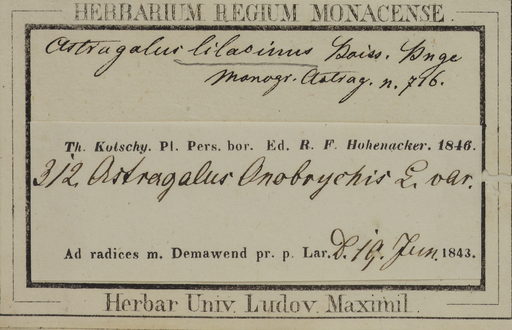 HERBARIUM REGIUM MONACENSE.
Astragalus lilacinus Boiss. Bnge
Monogr. Astrag. n. 716.
Th. Kotschy. Pl. Pers. bor. Ed. R. F. Hohenacker. 1846.
312. Astragalus Onobrychis L. var.
Ad radices m. Demawend pr. p. Lar. D. 19. Jun. 1843.
Herbar Univ. Ludov. Maximil.